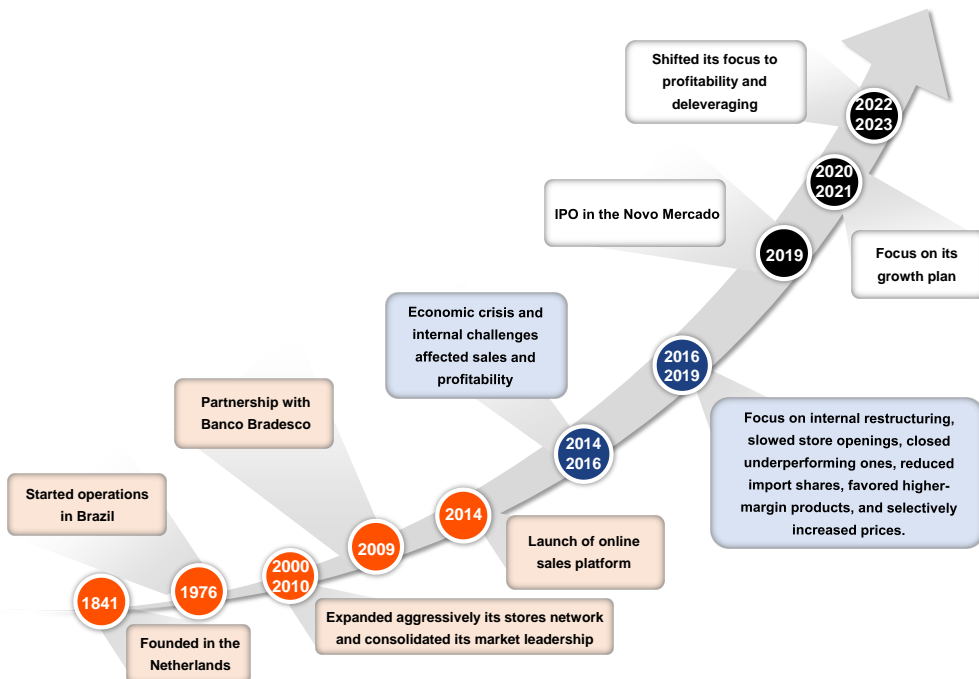 Shifted its focus to
profitability and
deleveraging
2022
2023
2020
2021
IPO in the Novo Mercado
2019
Focus on its
growth plan
Economic crisis and
internal challenges
affected sales and
profitability
2016
2019
Partnership with
Banco Bradesco
Focus on internal restructuring,
slowed store openings, closed
underperforming ones, reduced
import shares, favored higher-
margin products, and selectively
increased prices.
2014
2016
Started operations
in Brazil
2014
Launch of online
sales platform
2009
2000
2010
1976
1841
Expanded aggressively its stores network
and consolidated its market leadership
Founded in the
Netherlands